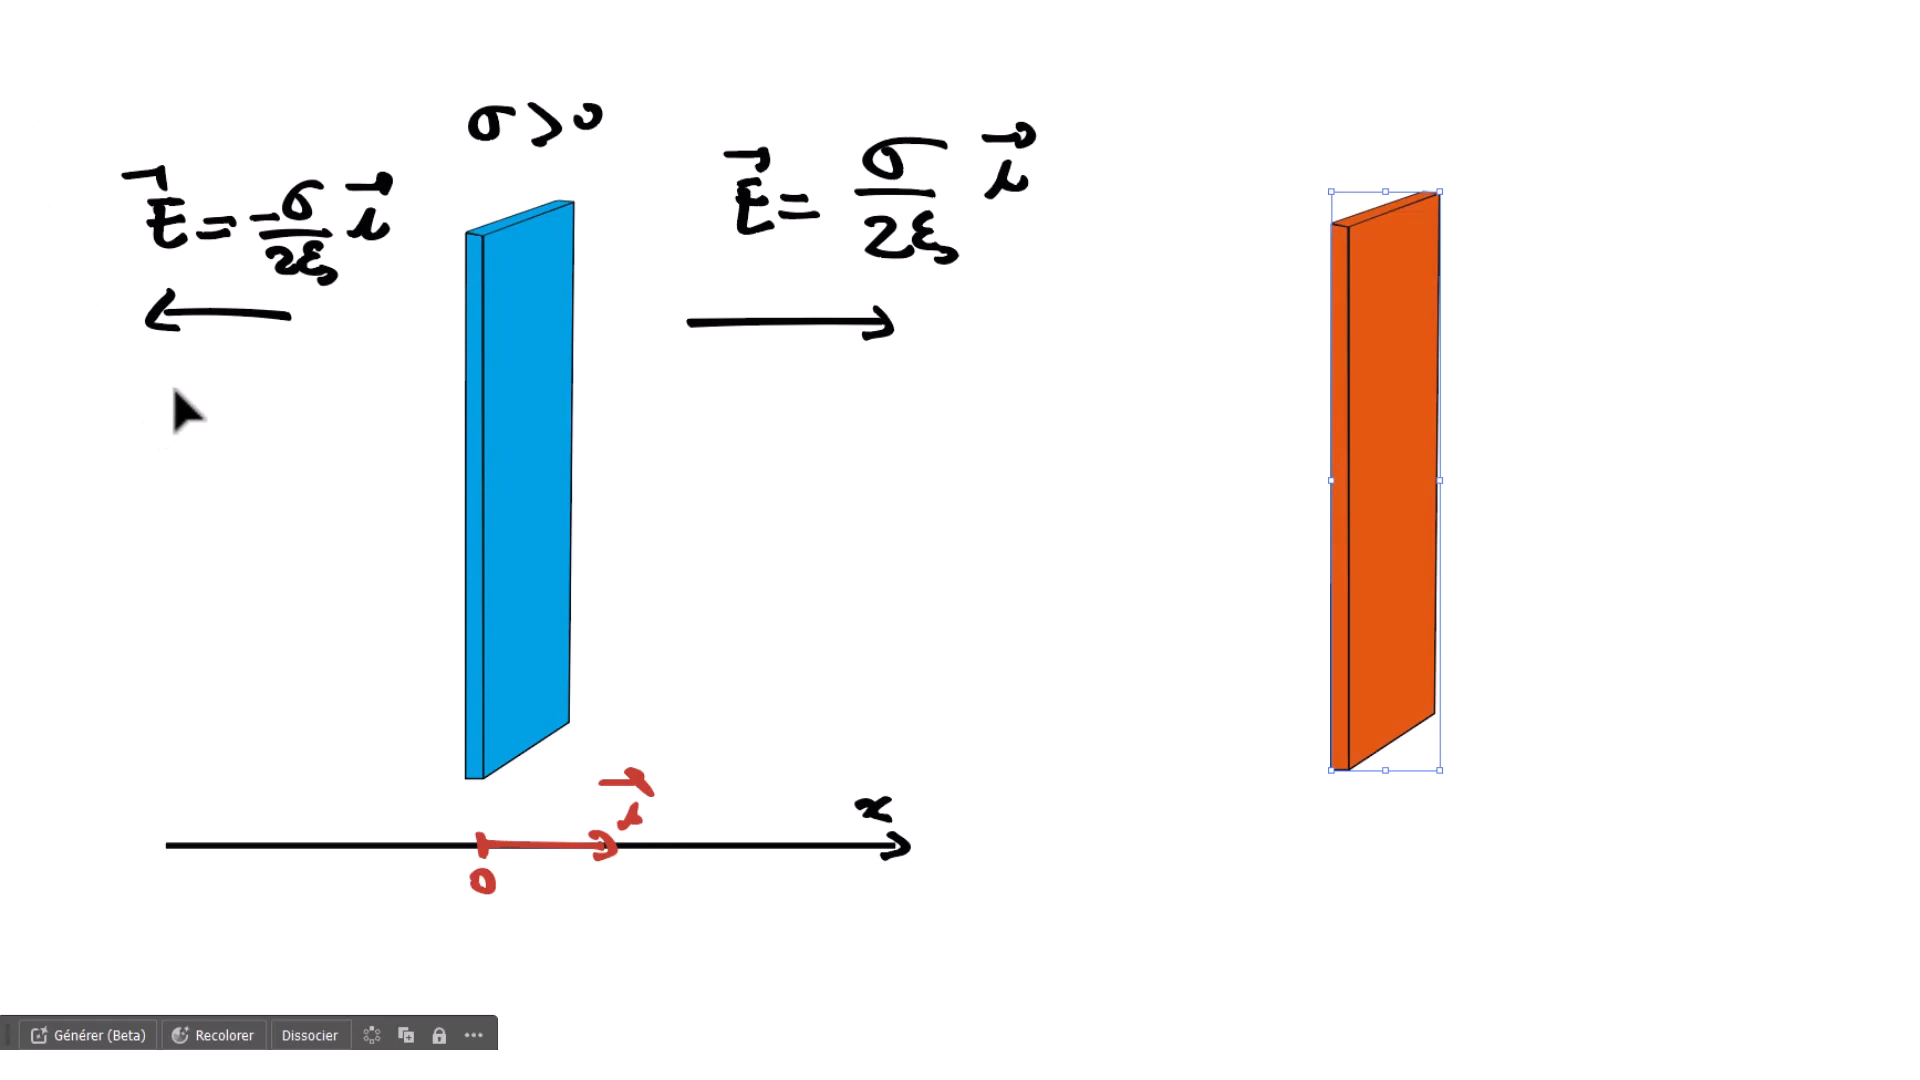 σ > 0
E⃗ = -σ/2ε₀ i⃗
E⃗ = σ/2ε₀ i⃗
i⃗
x
0
Générer (Beta) Recolorer Dissocier